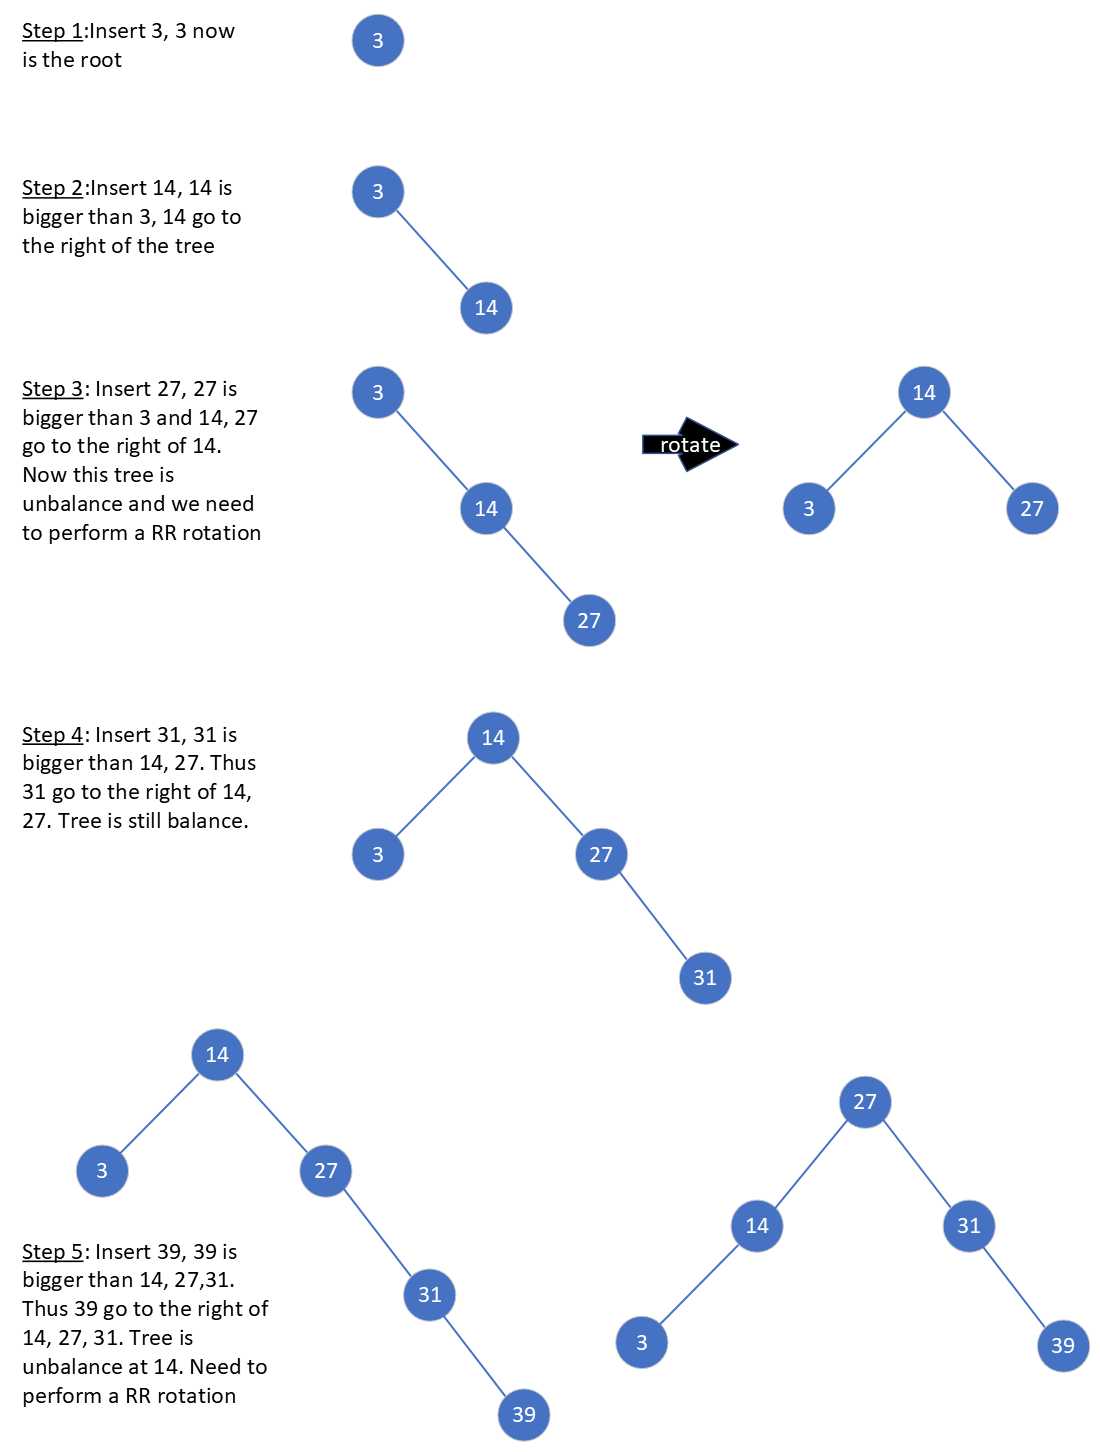 Step 1:Insert 3, 3 now
is the root
3
Step 2:Insert 14, 14 is
bigger than 3, 14 go to
the right of the tree
3
14
Step 3: Insert 27, 27 is
bigger than 3 and 14, 27
go to the right of 14.
Now this tree is
unbalance and we need
to perform a RR rotation
3
14
27
rotate
14
3
27
Step 4: Insert 31, 31 is
bigger than 14, 27. Thus
31 go to the right of 14,
27. Tree is still balance.
14
3
27
31
14
3
27
31
39
Step 5: Insert 39, 39 is
bigger than 14, 27,31.
Thus 39 go to the right of
14, 27, 31. Tree is
unbalance at 14. Need to
perform a RR rotation
27
14
31
3
39